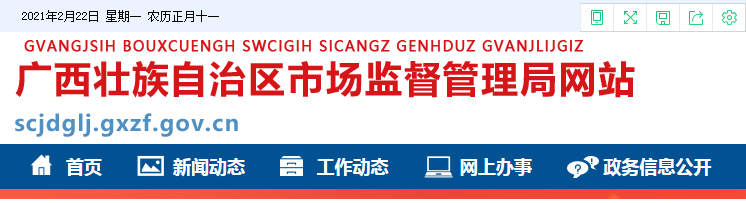 2021年2月22日 星期一 农历正月十一
GVANGJSIH BOUXCUENGH SWCIGIH SICANGZ GENHDUZ GVANJLIJGIZ
广西壮族自治区市场监督管理局网站
scjdglj.gxzf.gov.cn
首页 新闻动态 工作动态 网上办事 政务信息公开